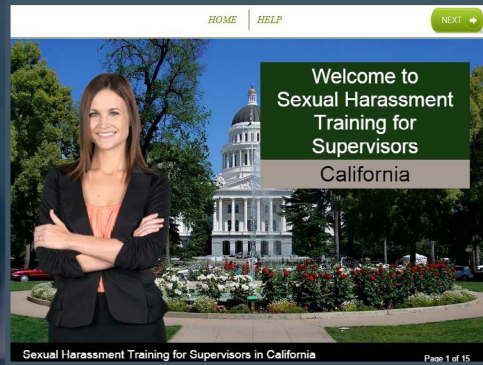 HOME HELP NEXT
Welcome to
Sexual Harassment
Training for
Supervisors
California
Sexual Harassment Training for Supervisors in California Page 1 of 15